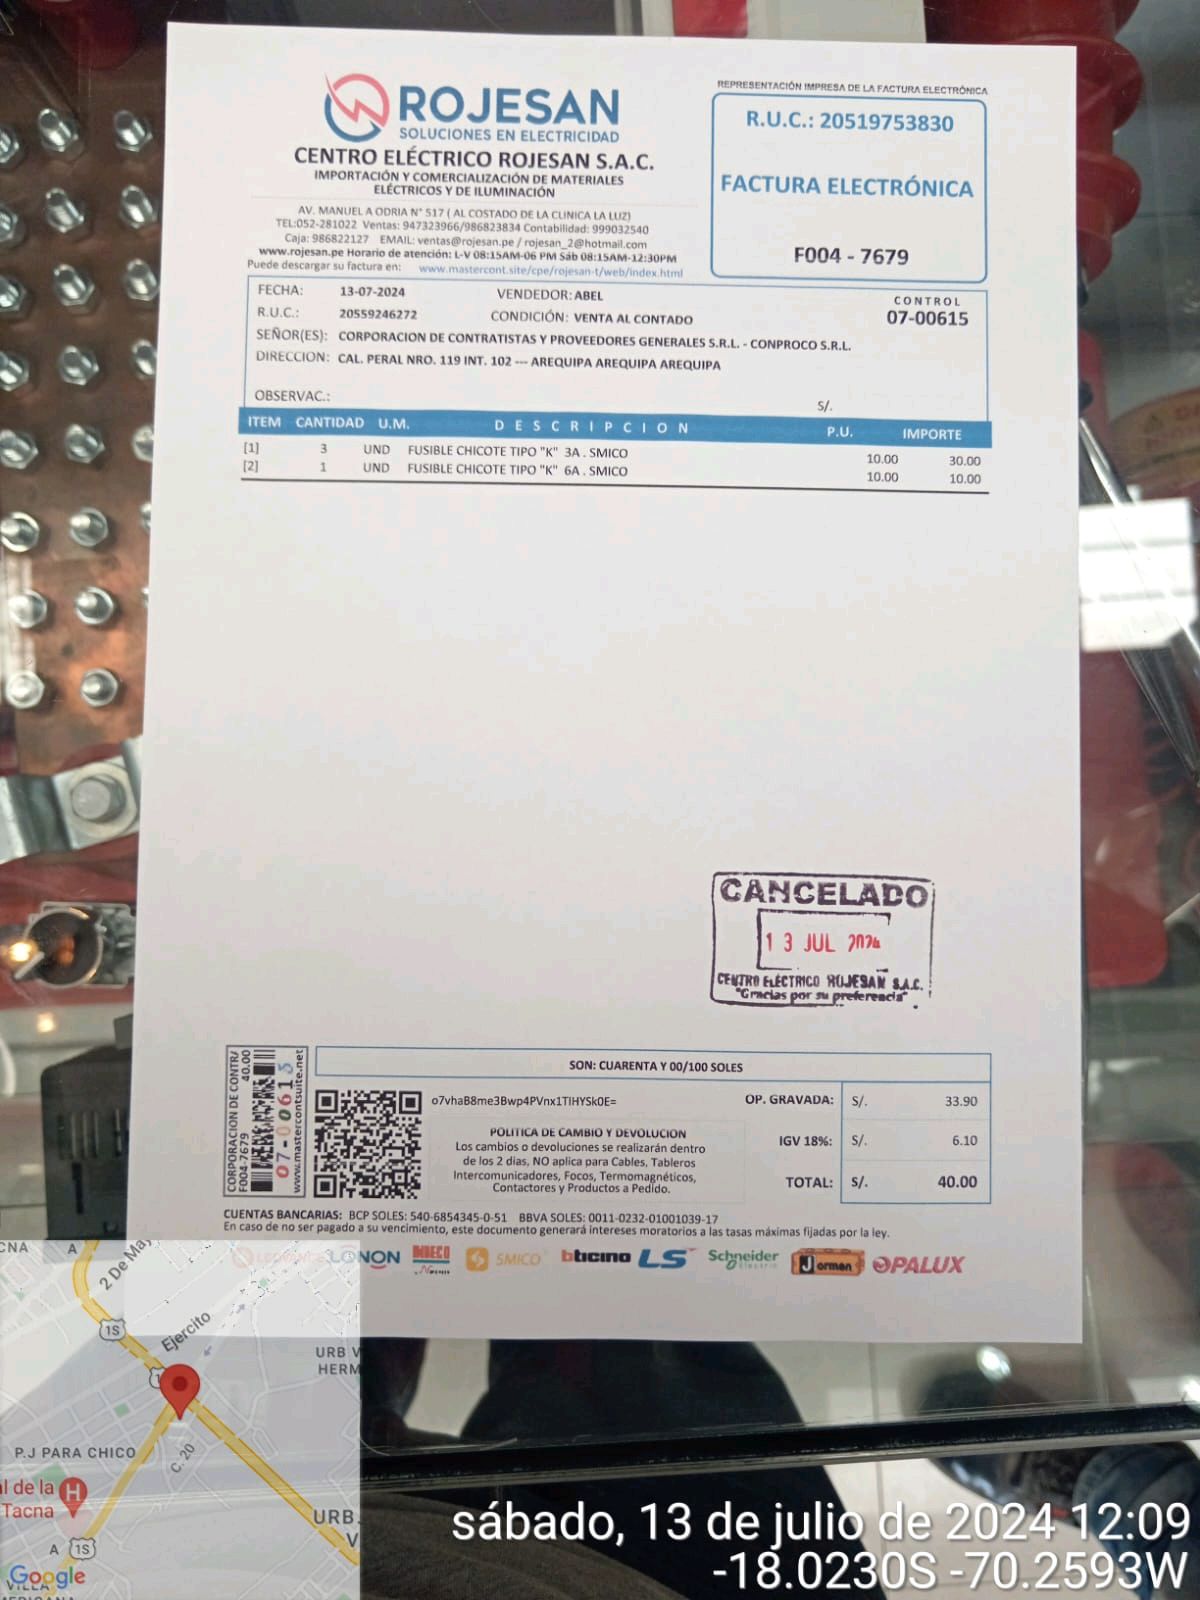 ROJESAN
SOLUCIONES EN ELECTRICIDAD
CENTRO ELÉCTRICO ROJESAN S.A.C.
IMPORTACIÓN Y COMERCIALIZACIÓN DE MATERIALES
ELÉCTRICOS Y DE ILUMINACIÓN
AV. MANUEL A ODRIA N° 517 ( AL COSTADO DE LA CLINICA LA LUZ)
TEL:052-281022 Ventas: 947323966/986823834 Contabilidad: 999032540
Caja: 986822127 EMAIL: ventas@rojesan.pe / rojesan_2@hotmail.com
www.rojesan.pe Horario de atención: L-V 08:15AM-06 PM Sáb 08:15AM-12:30PM
Puede descargar su factura en: www.mastercont.site/cpe/rojesan-t/web/index.html
REPRESENTACIÓN IMPRESA DE LA FACTURA ELECTRÓNICA
R.U.C.: 20519753830
FACTURA ELECTRÓNICA
F004 - 7679
FECHA: 13-07-2024 VENDEDOR: ABEL
R.U.C.: 20559246272 CONDICIÓN: VENTA AL CONTADO
CONTROL
07-00615
SEÑOR(ES): CORPORACION DE CONTRATISTAS Y PROVEEDORES GENERALES S.R.L. - CONPROCO S.R.L.
DIRECCION: CAL. PERAL NRO. 119 INT. 102 --- AREQUIPA AREQUIPA AREQUIPA
OBSERVAC.: S/.
ITEM CANTIDAD U.M. DESCRIPCION P.U. IMPORTE
[1] 3 UND FUSIBLE CHICOTE TIPO "K" 3A . SMICO 10.00 30.00
[2] 1 UND FUSIBLE CHICOTE TIPO "K" 6A . SMICO 10.00 10.00
CANCELADO
13 JUL 2024
CENTRO ELÉCTRICO ROJESAN S.A.C.
"Gracias por su preferencia"
SON: CUARENTA Y 00/100 SOLES
CORPORACION DE CONTRA
F004-7679 40.00
07-00615
www.mastercontsuite.net
o7vhaB8me3Bwp4PVnx1TIHYSk0E=
POLITICA DE CAMBIO Y DEVOLUCION
Los cambios o devoluciones se realizarán dentro
de los 2 dias, NO aplica para Cables, Tableros
Intercomunicadores, Focos, Termomagnéticos,
Contactores y Productos a Pedido.
OP. GRAVADA: S/. 33.90
IGV 18%: S/. 6.10
TOTAL: S/. 40.00
CUENTAS BANCARIAS: BCP SOLES: 540-6854345-0-51 BBVA SOLES: 0011-0232-01001039-17
En caso de no ser pagado a su vencimiento, este documento generará intereses moratorios a las tasas máximas fijadas por la ley.
LONON SMICO bticino LS Schneider Electric Jormen OPALUX
CNA A 2 De May
1S Ejercito
URB V
HERM
P.J PARA CHICO
C. 20
l de la H
Tacna
URB.
V
A 1S
Google
sábado, 13 de julio de 2024 12:09
-18.0230S -70.2593W